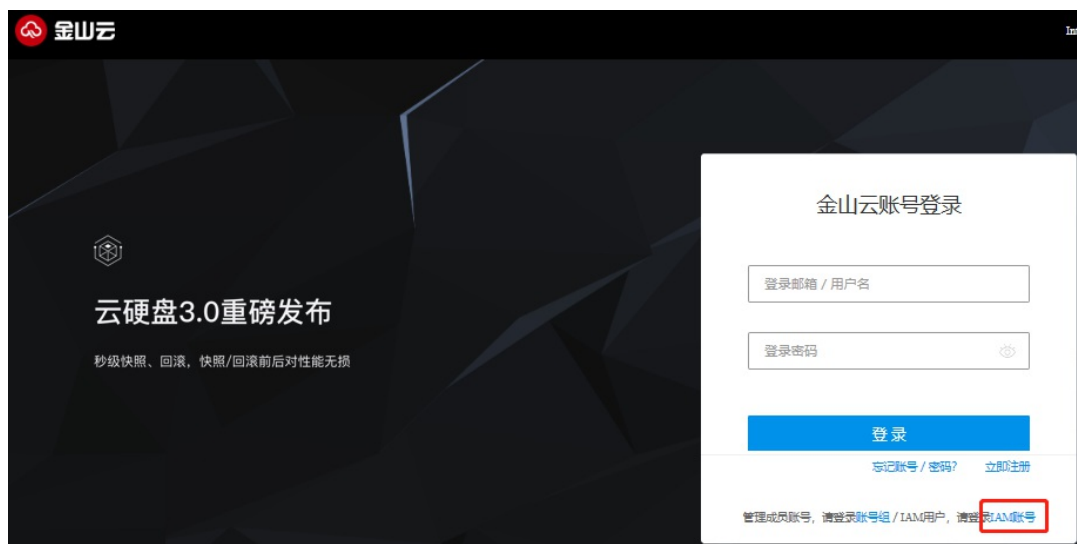 金山云
Int
金山云账号登录
登录邮箱 / 用户名
云硬盘3.0重磅发布
登录密码
秒级快照、回滚，快照/回滚前后对性能无损
登录
忘记账号 / 密码? 立即注册
管理成员账号，请登录账号组 / IAM用户，请登录IAM账号